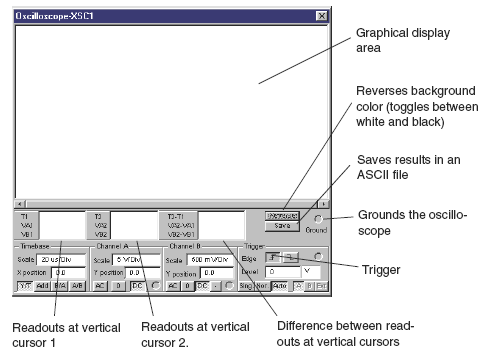 Oscilloscope-XSC1
Graphical display
area
Reverses background
color (toggles between
white and black)
Saves results in an
ASCII file
T1
VA1
VB1
T2
VA2
VB2
T2-T1
VA2-VA1
VB2-VB1
Reverse
Save
Ground
Grounds the oscillo-
scope
Timebase
Scale 20 us/Div
X position 0.0
Y/T Add B/A A/B
Channel A
Scale 5 V/Div
Y position 0.0
AC 0 DC
Channel B
Scale 500 mV/Div
Y position 0.0
AC 0 DC -
Trigger
Edge
Level 0 V
Sing. Nor. Auto A B Ext
Trigger
Readouts at vertical
cursor 1
Readouts at vertical
cursor 2.
Difference between read-
outs at vertical cursors